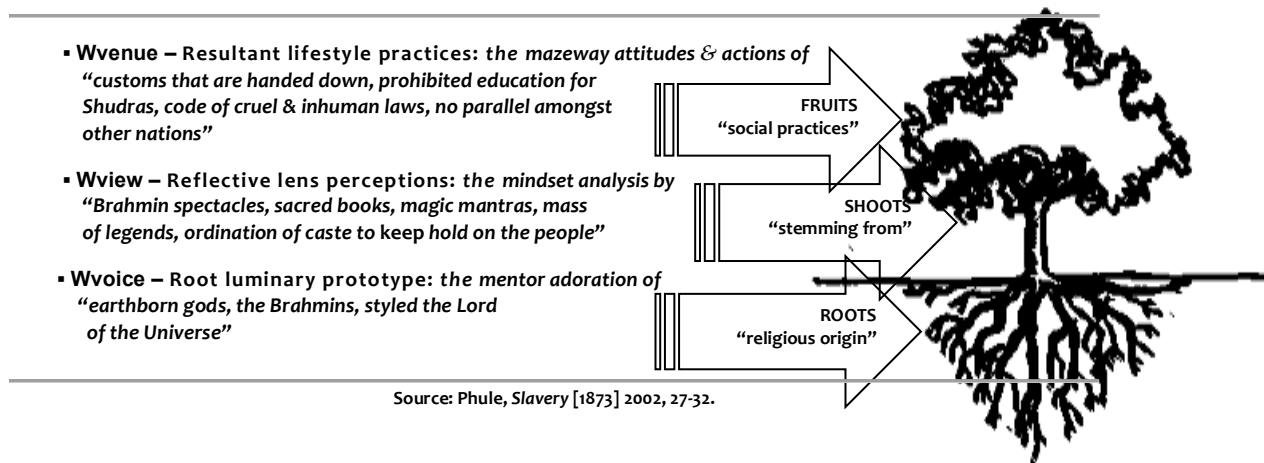 ▪ Wvenue – Resultant lifestyle practices: the mazeway attitudes & actions of
“customs that are handed down, prohibited education for
Shudras, code of cruel & inhuman laws, no parallel amongst
other nations”
FRUITS
“social practices”
▪ Wview – Reflective lens perceptions: the mindset analysis by
“Brahmin spectacles, sacred books, magic mantras, mass
of legends, ordination of caste to keep hold on the people”
SHOOTS
“stemming from”
▪ Wvoice – Root luminary prototype: the mentor adoration of
“earthborn gods, the Brahmins, styled the Lord
of the Universe”
ROOTS
“religious origin”
Source: Phule, Slavery [1873] 2002, 27-32.